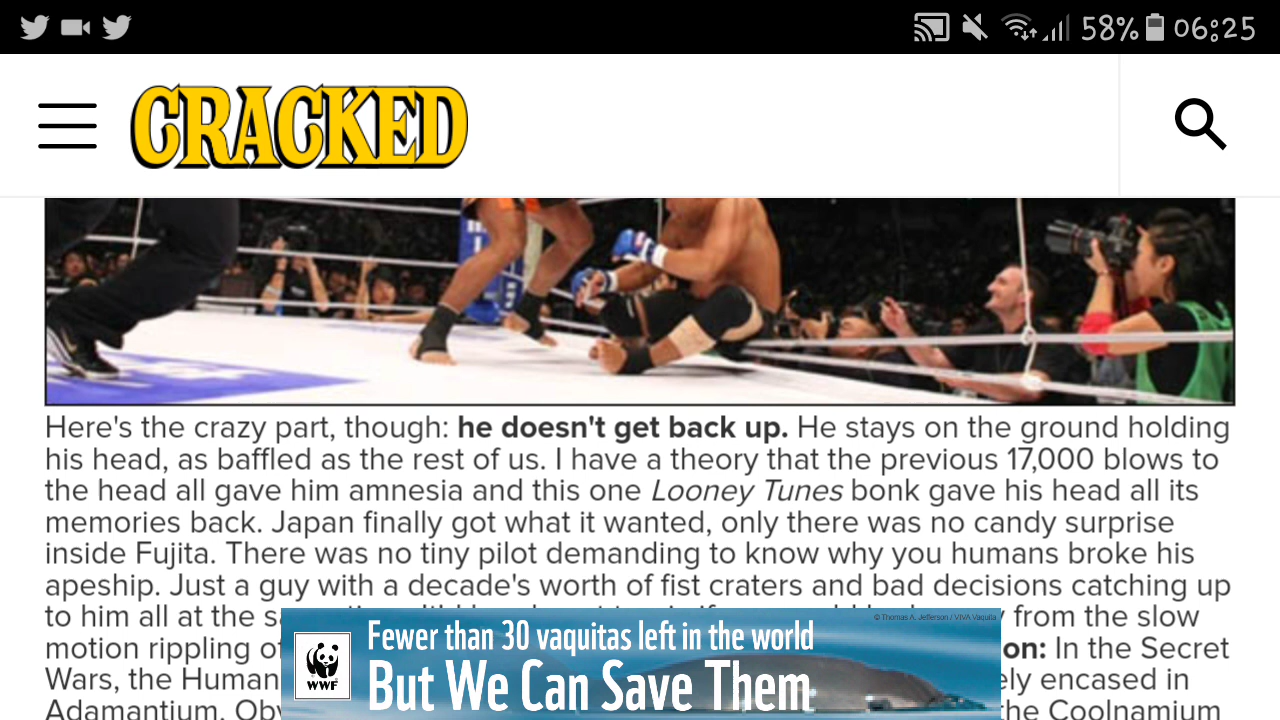 58% 06:25
CRACKED
Here's the crazy part, though: he doesn't get back up. He stays on the ground holding
his head, as baffled as the rest of us. I have a theory that the previous 17,000 blows to
the head all gave him amnesia and this one Looney Tunes bonk gave his head all its
memories back. Japan finally got what it wanted, only there was no candy surprise
inside Fujita. There was no tiny pilot demanding to know why you humans broke his
apeship. Just a guy with a decade's worth of fist craters and bad decisions catching up
to him all at the from the slow
motion rippling on: In the Secret
Wars, the Human encased in
Adamantium. the Coolnamium
© Thomas A. Jefferson / VIVA Vaquita
Fewer than 30 vaquitas left in the world
WWF
But We Can Save Them